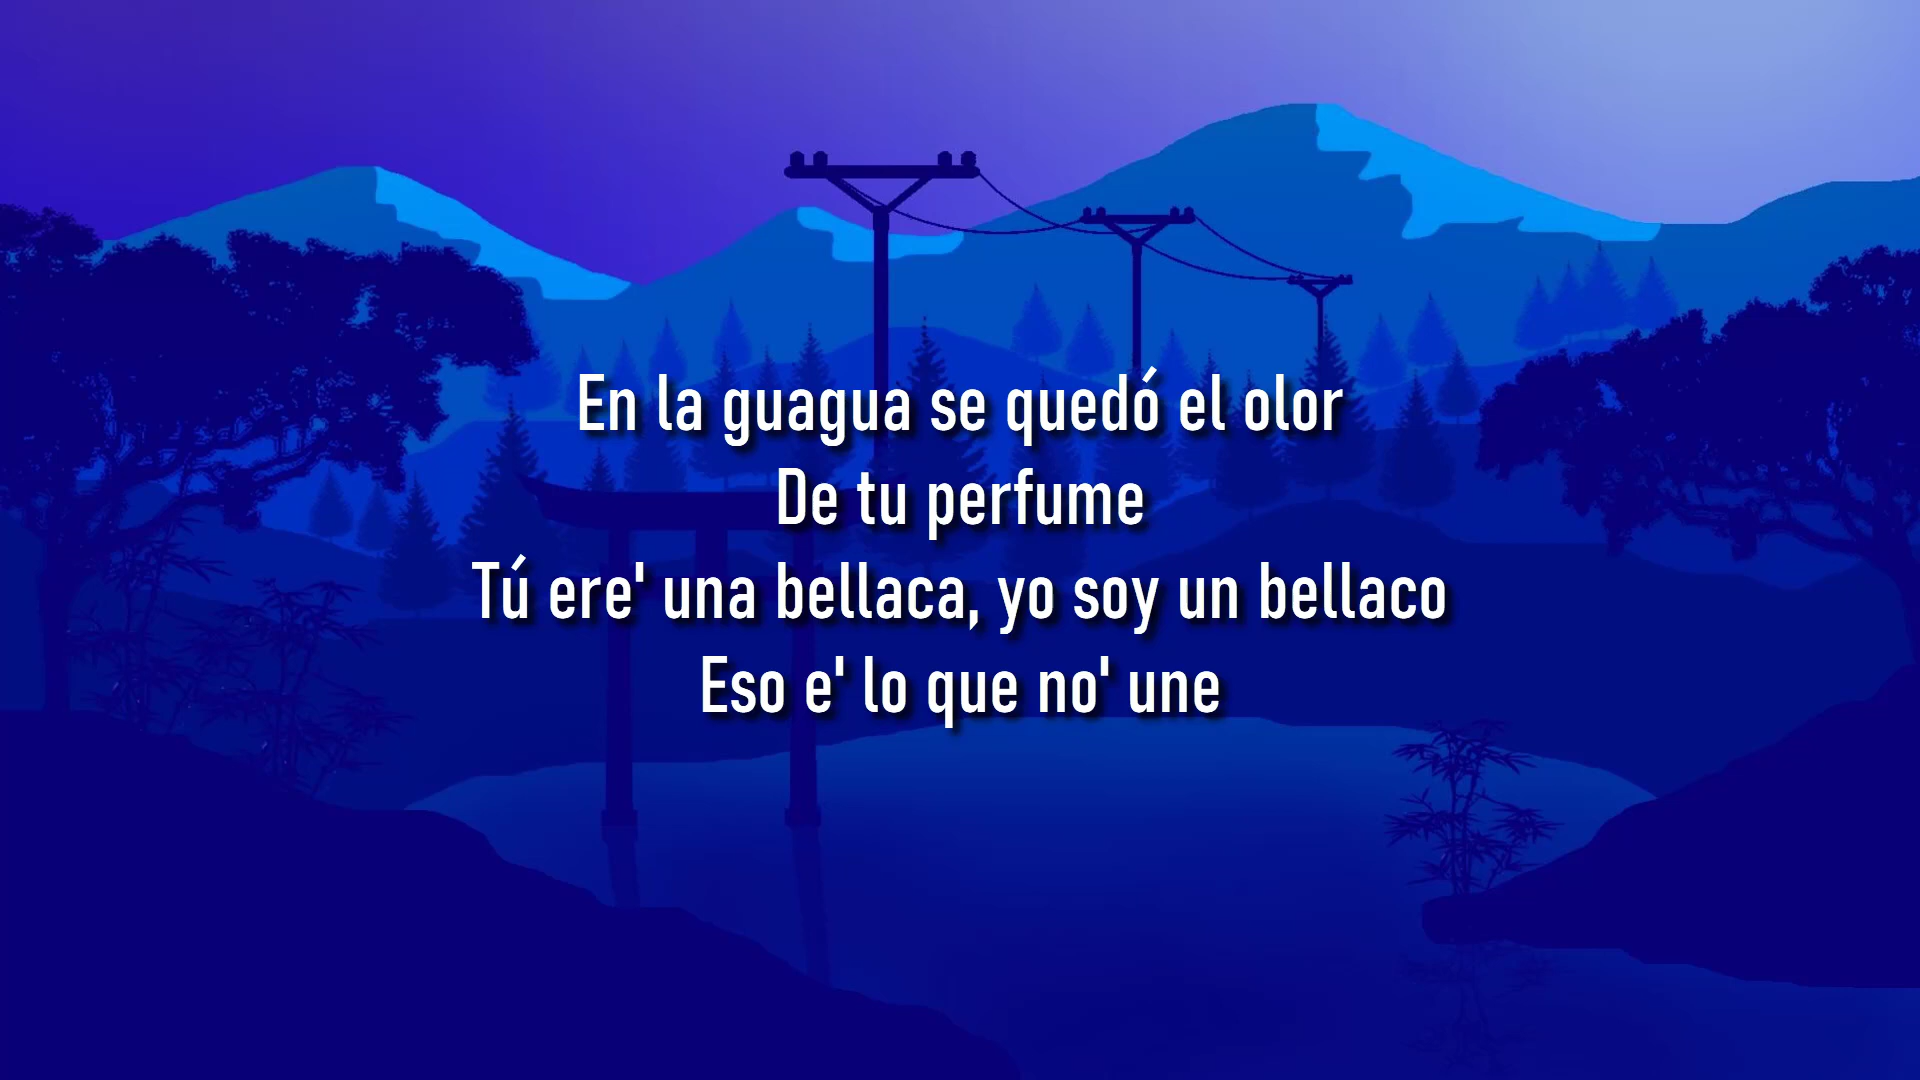 En la guagua se quedó el olor
De tu perfume
Tú ere' una bellaca, yo soy un bellaco
Eso e' lo que no' une